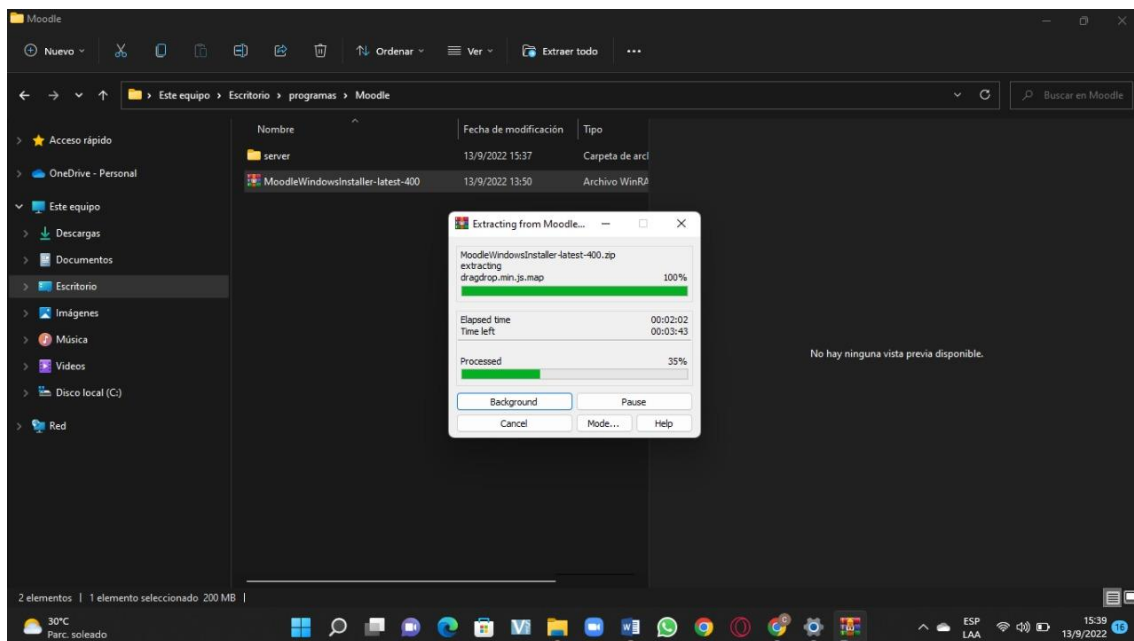 Moodle
Nuevo
Ordenar
Ver
Extraer todo
Este equipo > Escritorio > programas > Moodle
Buscar en Moodle
Acceso rápido
OneDrive - Personal
Este equipo
Descargas
Documentos
Escritorio
Imágenes
Música
Videos
Disco local (C:)
Red
Nombre Fecha de modificación Tipo
server 13/9/2022 15:37 Carpeta de arcl
MoodleWindowsInstaller-latest-400 13/9/2022 13:50 Archivo WinRA
Extracting from Moodle...
MoodleWindowsInstaller-latest-400.zip
extracting
dragdrop.min.js.map 100%
Elapsed time 00:02:02
Time left 00:03:43
Processed 35%
Background Pause
Cancel Mode... Help
No hay ninguna vista previa disponible.
2 elementos | 1 elemento seleccionado 200 MB |
30°C
Parc. soleado
ESP
LAA
15:39
13/9/2022
16